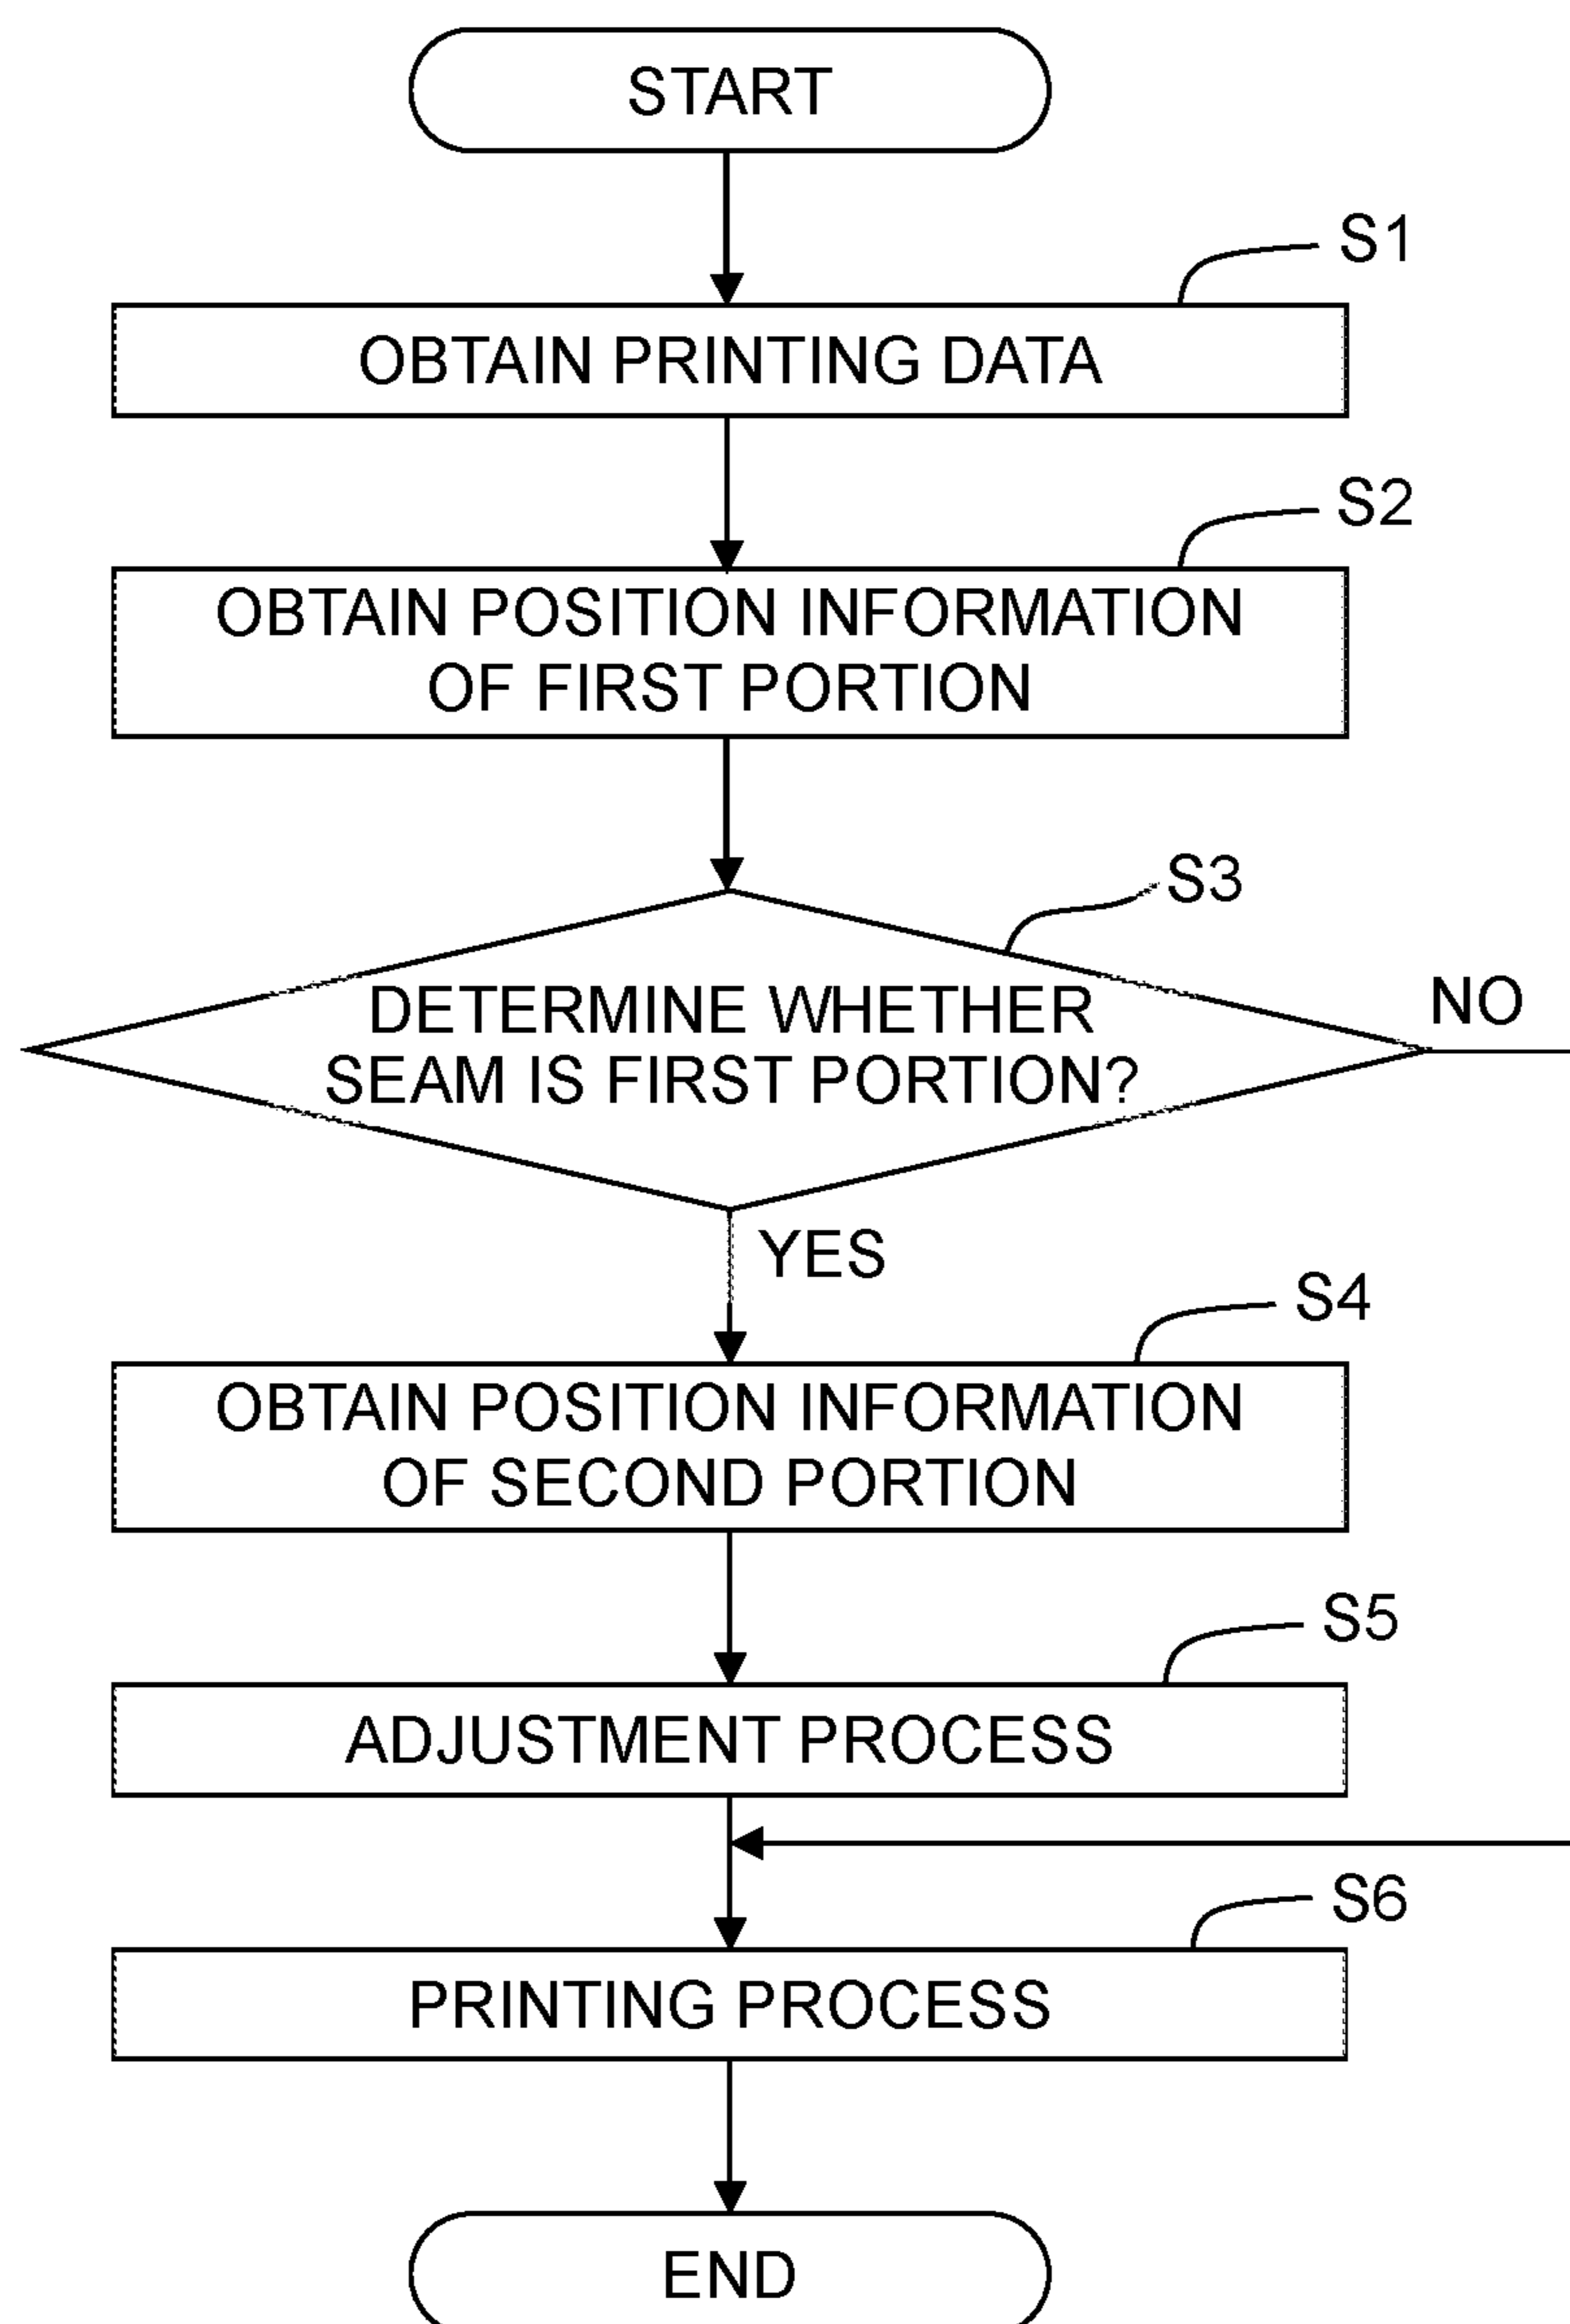 START
S1
OBTAIN PRINTING DATA
S2
OBTAIN POSITION INFORMATION
OF FIRST PORTION
S3
DETERMINE WHETHER
SEAM IS FIRST PORTION?
NO
YES
S4
OBTAIN POSITION INFORMATION
OF SECOND PORTION
S5
ADJUSTMENT PROCESS
S6
PRINTING PROCESS
END